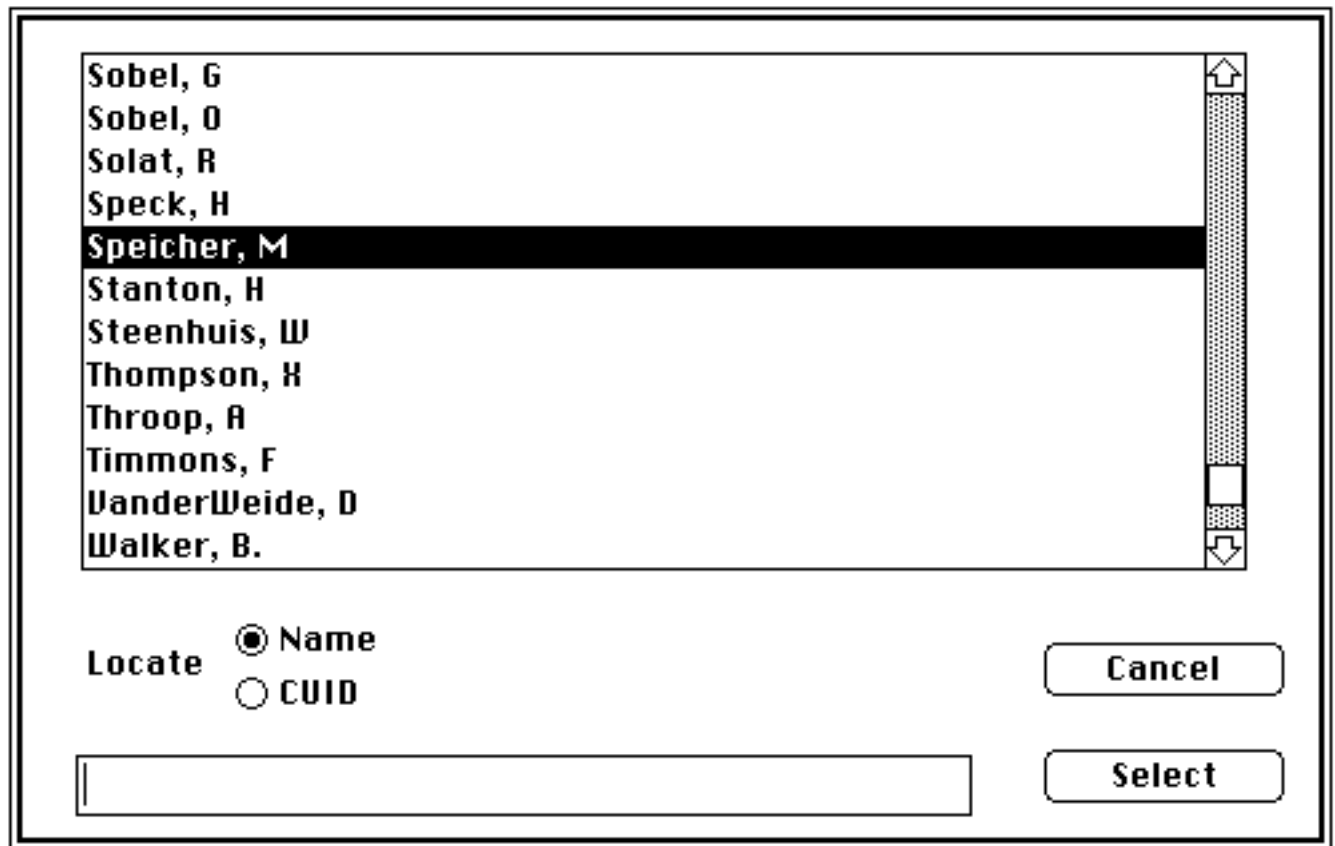 Sobel, G
Sobel, O
Solat, R
Speck, H
Speicher, M
Stanton, H
Steenhuis, W
Thompson, X
Throop, A
Timmons, F
VanderWeide, D
Walker, B.
Locate
Name
CUID
Cancel
Select